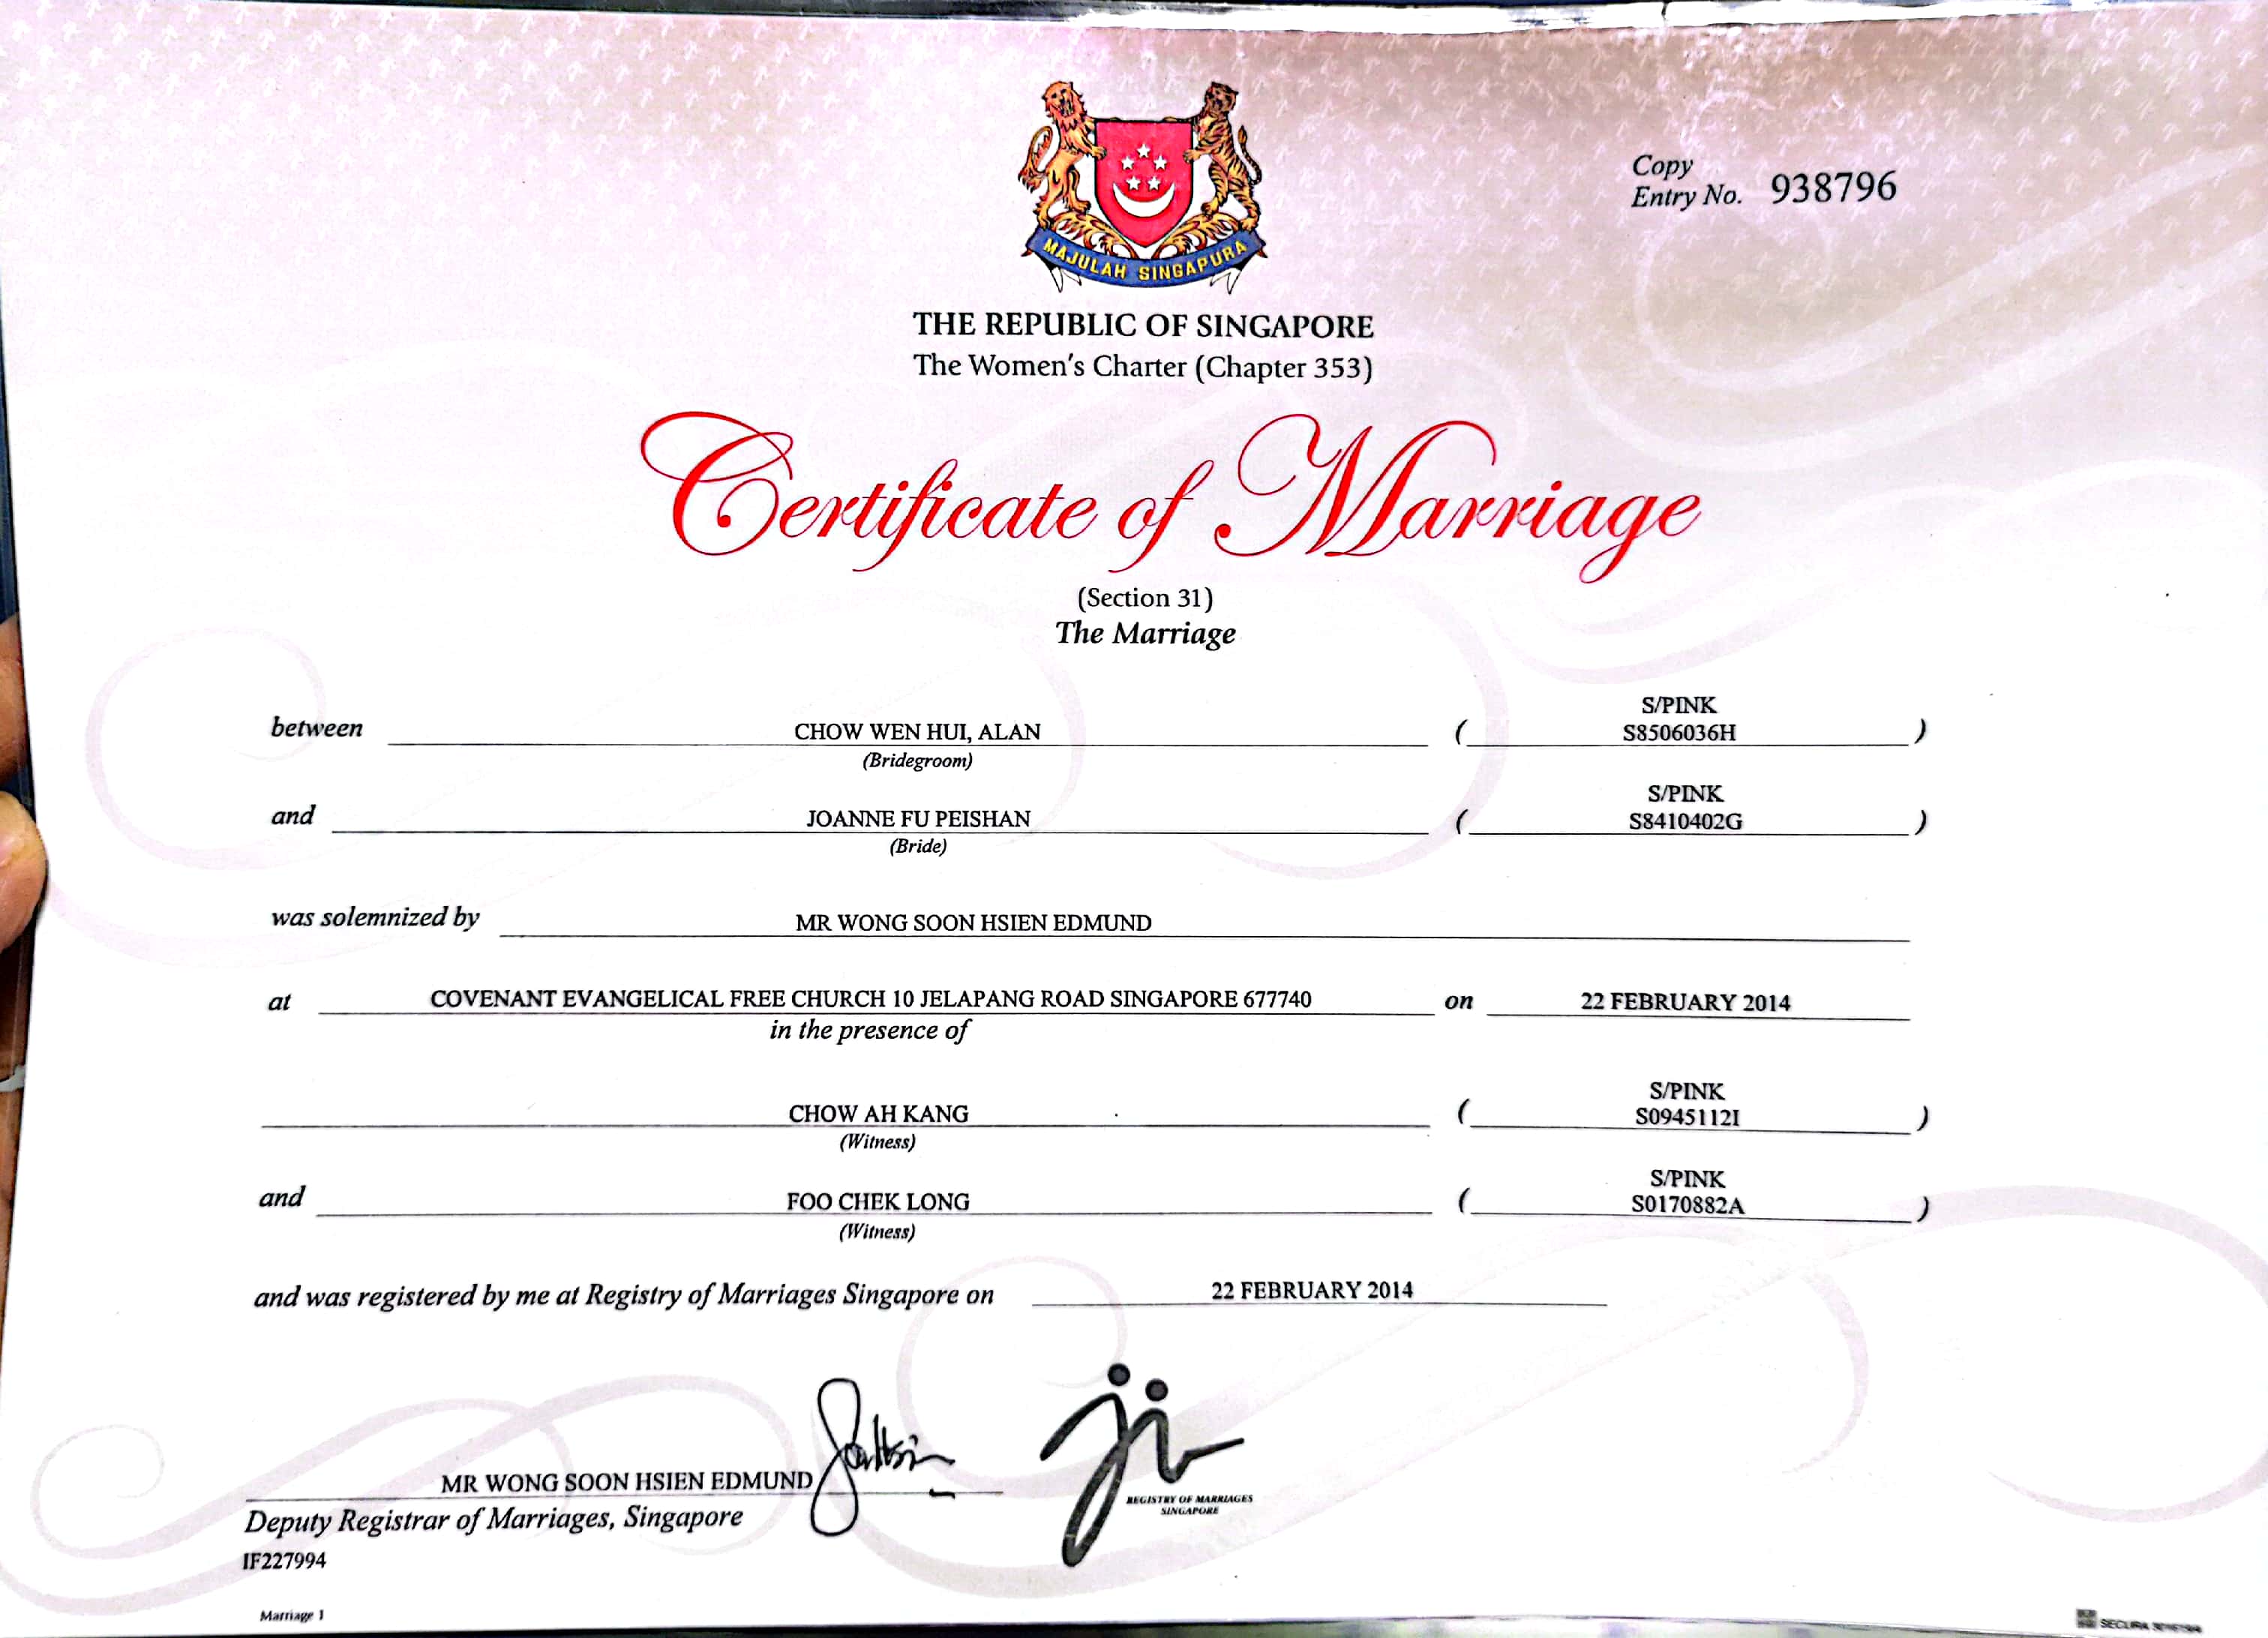 MAJULAH SINGAPURA
Copy
Entry No. 938796
THE REPUBLIC OF SINGAPORE
The Women's Charter (Chapter 353)
Certificate of Marriage
(Section 31)
The Marriage
S/PINK
between CHOW WEN HUI, ALAN ( S8506036H )
(Bridegroom)
S/PINK
and JOANNE FU PEISHAN ( S8410402G )
(Bride)
was solemnized by MR WONG SOON HSIEN EDMUND
at COVENANT EVANGELICAL FREE CHURCH 10 JELAPANG ROAD SINGAPORE 677740 on 22 FEBRUARY 2014
in the presence of
S/PINK
CHOW AH KANG ( S0945112I )
(Witness)
S/PINK
and FOO CHEK LONG ( S0170882A )
(Witness)
and was registered by me at Registry of Marriages Singapore on 22 FEBRUARY 2014
MR WONG SOON HSIEN EDMUND
REGISTRY OF MARRIAGES
SINGAPORE
Deputy Registrar of Marriages, Singapore
IF227994
Marriage 1
SECURA